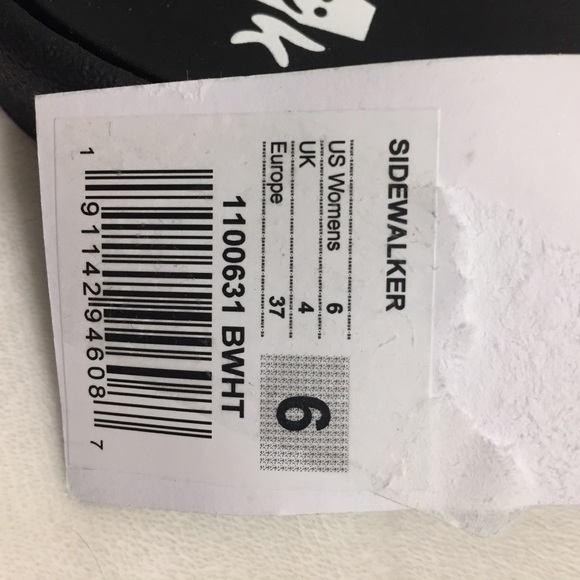 SIDEWALKER
US Womens 6
UK 4
Europe 37
6
1100631 BWHT
1 91142 94608 7